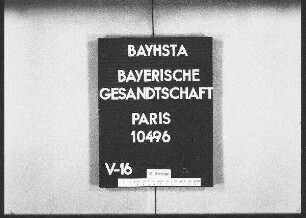 BAYHSTA
BAYERISCHE
GESANDTSCHAFT
PARIS
10496
V-16